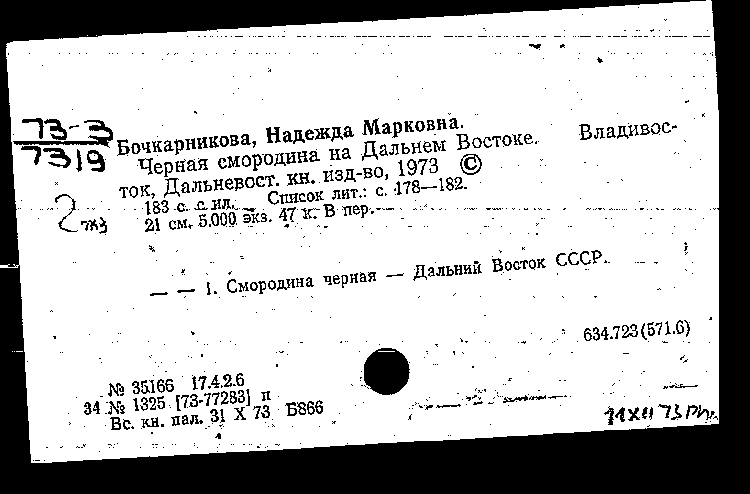 73-3
7319
Бочкарникова, Надежда Марковна.
Черная смородина на Дальнем Востоке. Владивос-
ток, Дальневост. кн. изд-во, 1973 ©
183 с. с ил. Список лит.: с. 178—182.
21 см. 5.000 экз. 47 к. В пер.
— — 1. Смородина черная — Дальний Восток СССР.
634.723(571.6)
№ 35166 17.4.2.6
34 № 1325 [73-77283] п
Вс. кн. пал. 31 X 73 Б866